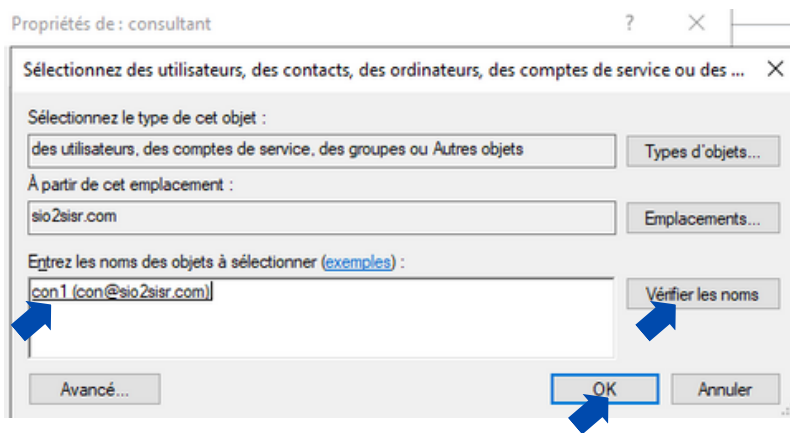 Propriétés de : consultant ?
Sélectionnez des utilisateurs, des contacts, des ordinateurs, des comptes de service ou des ...
Sélectionnez le type de cet objet :
des utilisateurs, des comptes de service, des groupes ou Autres objets Types d'objets...
À partir de cet emplacement :
sio2sisr.com Emplacements...
Entrez les noms des objets à sélectionner (exemples) :
con1 (con@sio2sisr.com) Vérifier les noms
Avancé... OK Annuler